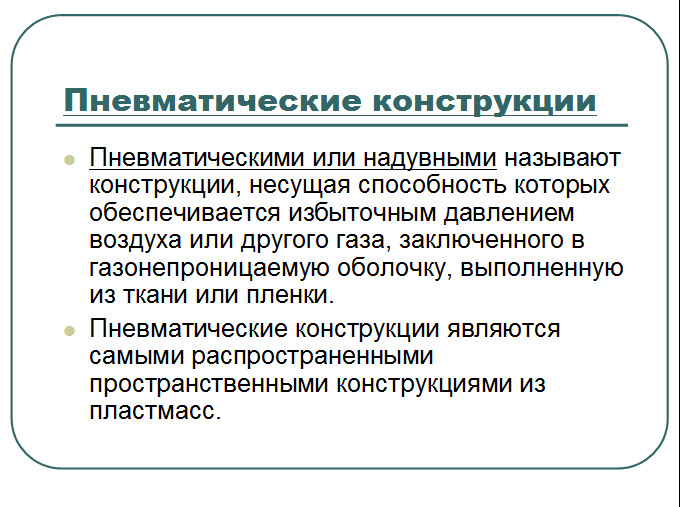 Пневматические конструкции
Пневматическими или надувными называют
конструкции, несущая способность которых
обеспечивается избыточным давлением
воздуха или другого газа, заключенного в
газонепроницаемую оболочку, выполненную
из ткани или пленки.
Пневматические конструкции являются
самыми распространенными
пространственными конструкциями из
пластмасс.